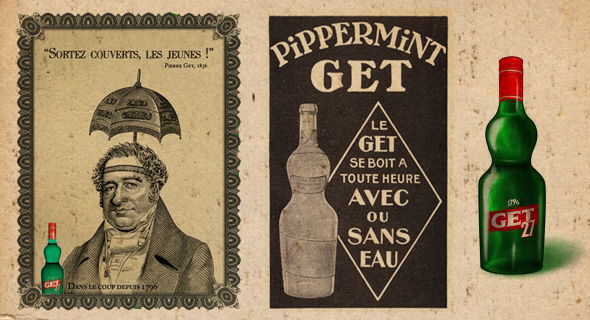 “Sortez couverts, les jeunes !”
Pierre Get, 1836
GET
Dans le coup depuis 1796
PiPPERMiNT
GET
LE
GET
SE BOIT A
TOUTE HEURE
AVEC
OU
SANS
EAU
1796
GET
27